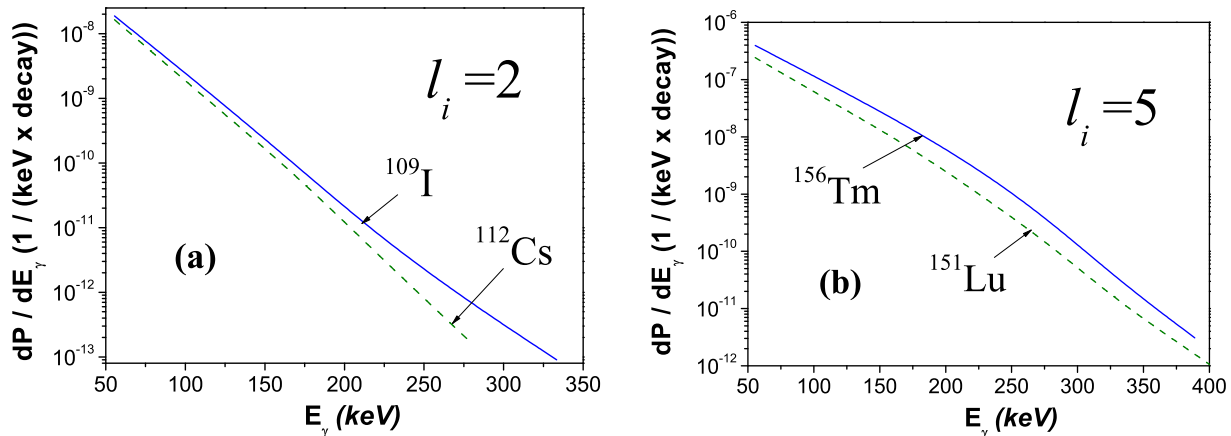 dP / dE_γ (1 / (keV x decay))
10^-8
10^-9
10^-10
10^-11
10^-12
10^-13
l_i =2
^109I
^112Cs
(a)
50 100 150 200 250 300 350
E_γ (keV)
dP / dE_γ (1 / (keV x decay))
10^-6
10^-7
10^-8
10^-9
10^-10
10^-11
10^-12
l_i =5
^156Tm
^151Lu
(b)
50 100 150 200 250 300 350 400
E_γ (keV)